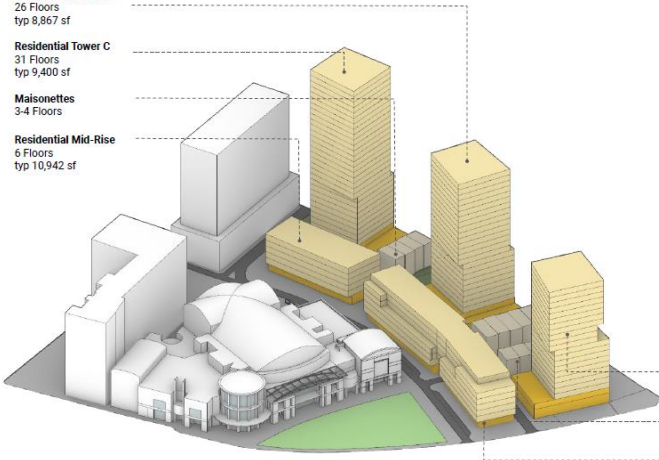 26 Floors
typ 8,867 sf
Residential Tower C
31 Floors
typ 9,400 sf
Maisonettes
3-4 Floors
Residential Mid-Rise
6 Floors
typ 10,942 sf